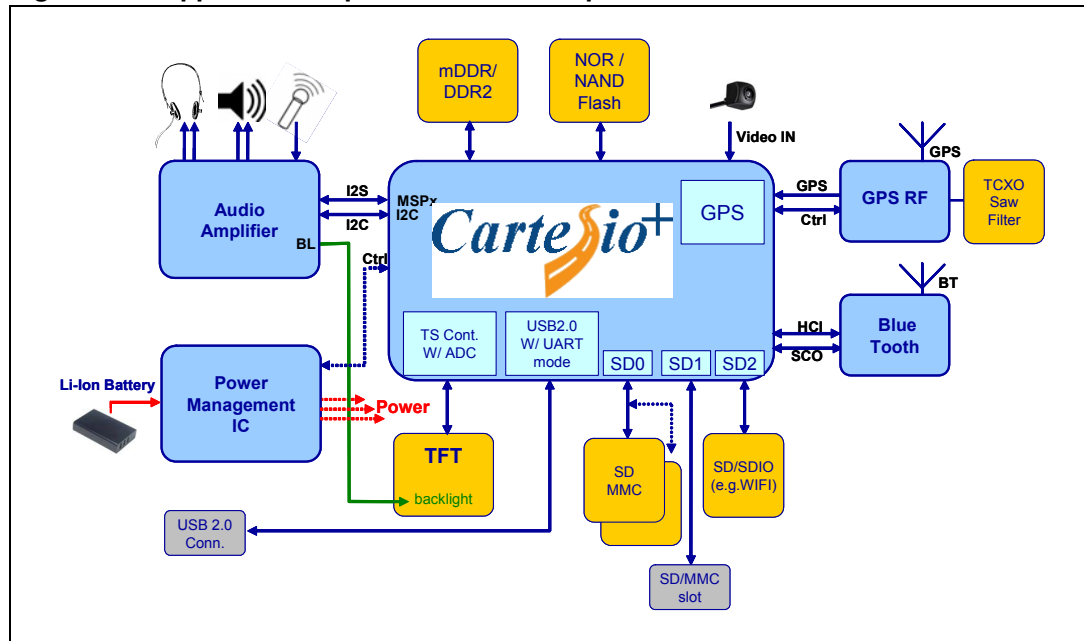 mDDR/
DDR2
NOR /
NAND
Flash
Video IN
Audio
Amplifier
BL
I2S
I2C
MSPx
I2C
Ctrl
Cartesio+
GPS
GPS
Ctrl
GPS RF
GPS
TCXO
Saw
Filter
HCI
SCO
Blue
Tooth
BT
TS Cont.
W/ ADC
USB2.0
W/ UART
mode
SD0
SD1
SD2
Li-Ion Battery
Power
Management
IC
Power
TFT
backlight
SD
MMC
SD/SDIO
(e.g.WIFI)
USB 2.0
Conn.
SD/MMC
slot